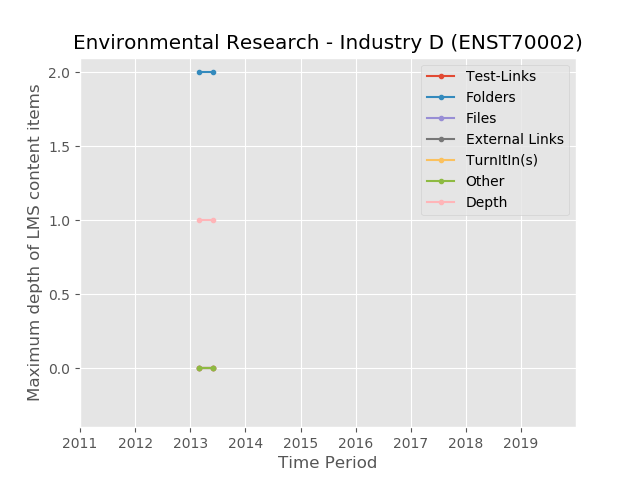 Environmental Research - Industry D (ENST70002)
Maximum depth of LMS content items
2.0
1.5
1.0
0.5
0.0
Test-Links
Folders
Files
External Links
TurnItIn(s)
Other
Depth
2011 2012 2013 2014 2015 2016 2017 2018 2019
Time Period